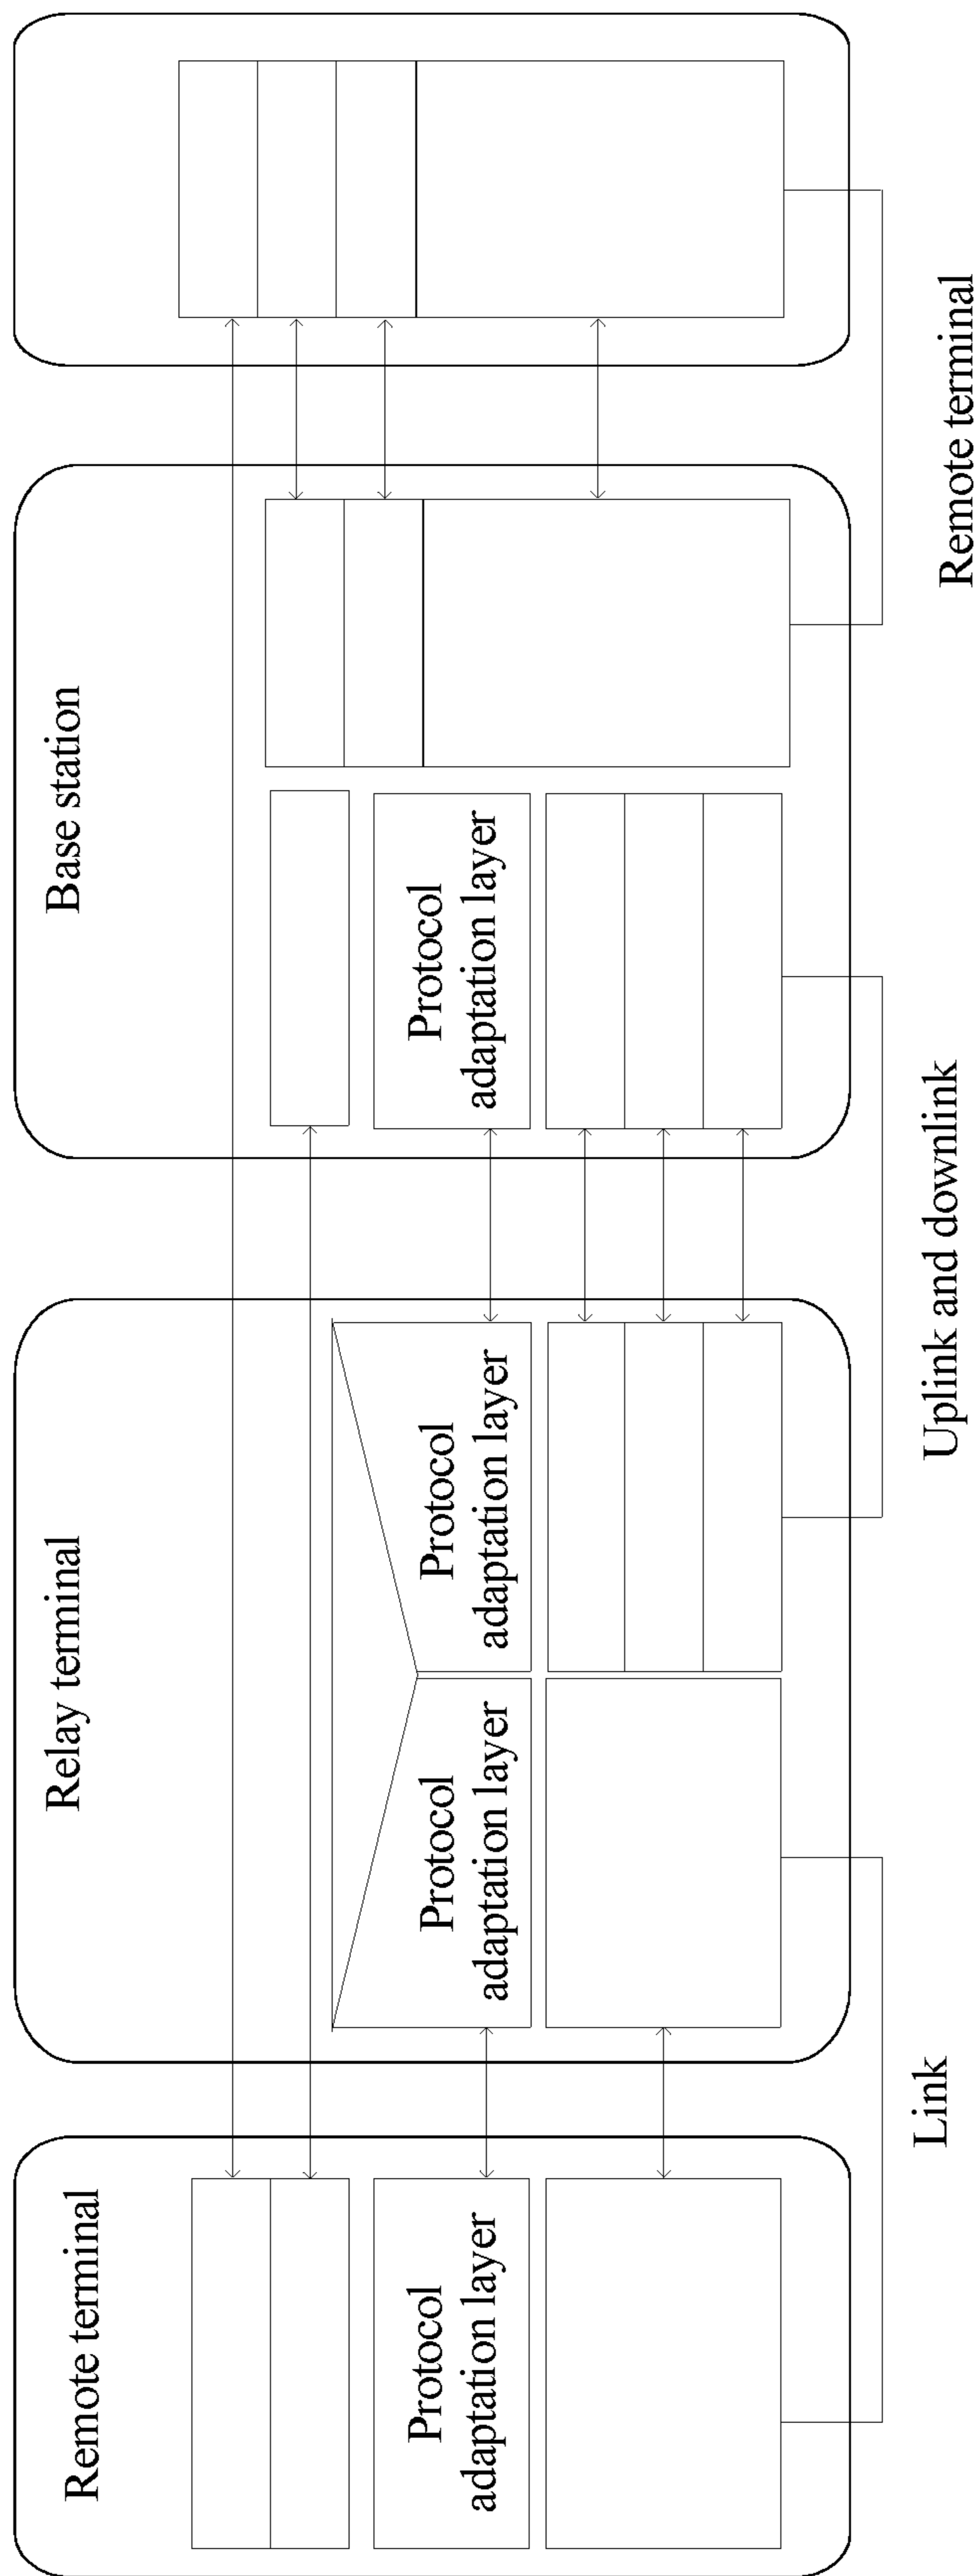 Remote terminal
Relay terminal
Base station
Protocol
adaptation layer
Protocol
adaptation layer
Protocol
adaptation layer
Protocol
adaptation layer
Link
Uplink and downlink
Remote terminal